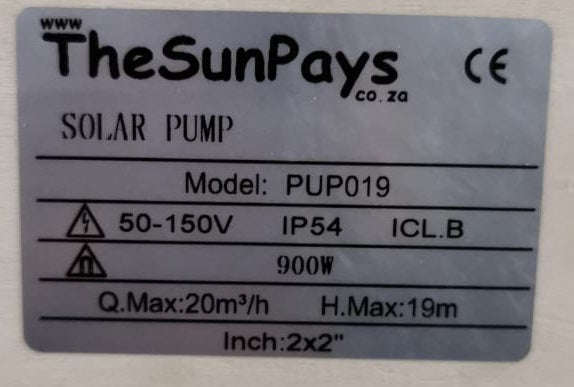 www
TheSunPays
co.za
CE
SOLAR PUMP
Model: PUP019
50-150V IP54 ICL.B
900W
Q.Max:20m³/h H.Max:19m
Inch:2x2"